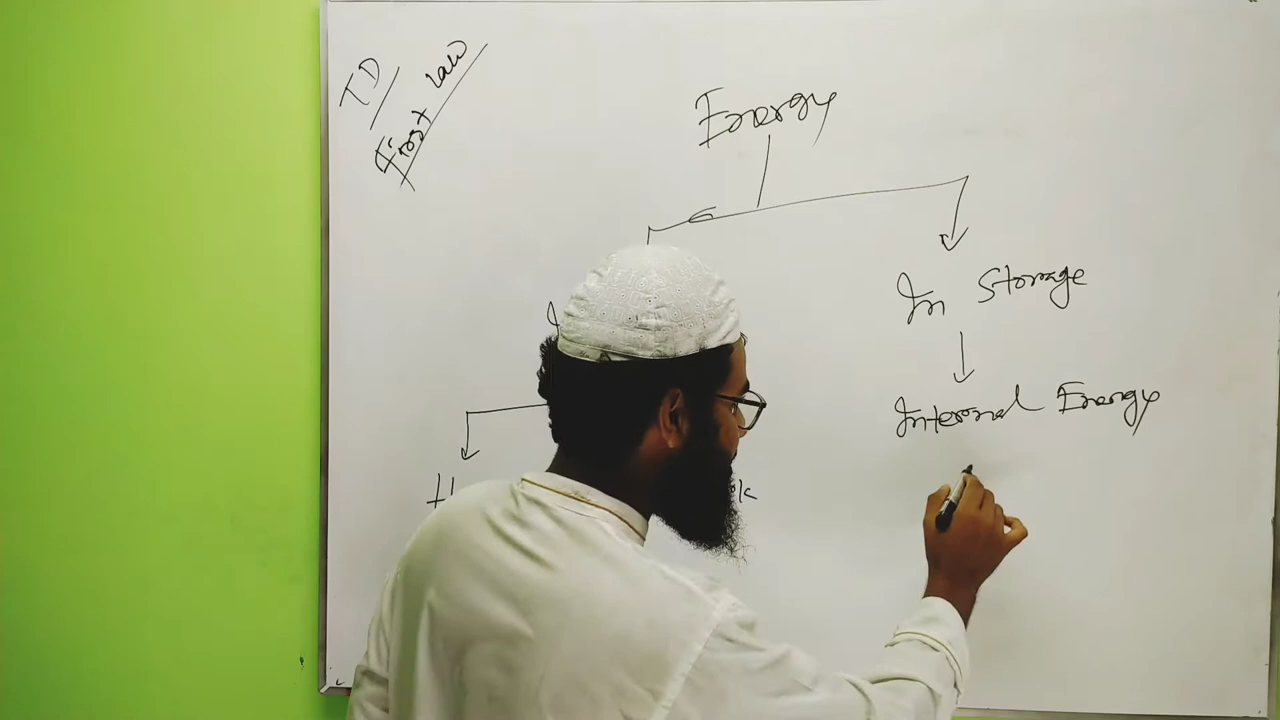 TD
First Law
Energy
In Storage
Internal Energy